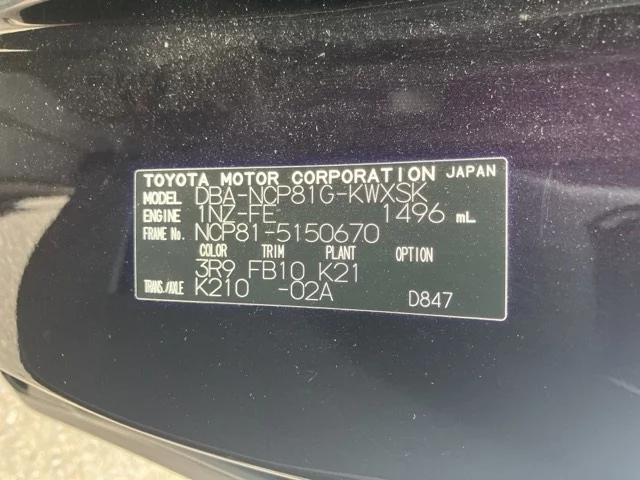 TOYOTA MOTOR CORPORATION JAPAN
MODEL DBA-NCP81G-KWXSK
ENGINE 1NZ-FE 1496 mL
FRAME No. NCP81-5150670
COLOR TRIM PLANT OPTION
3R9 FB10 K21
TRANS./AXLE K210 -02A D847